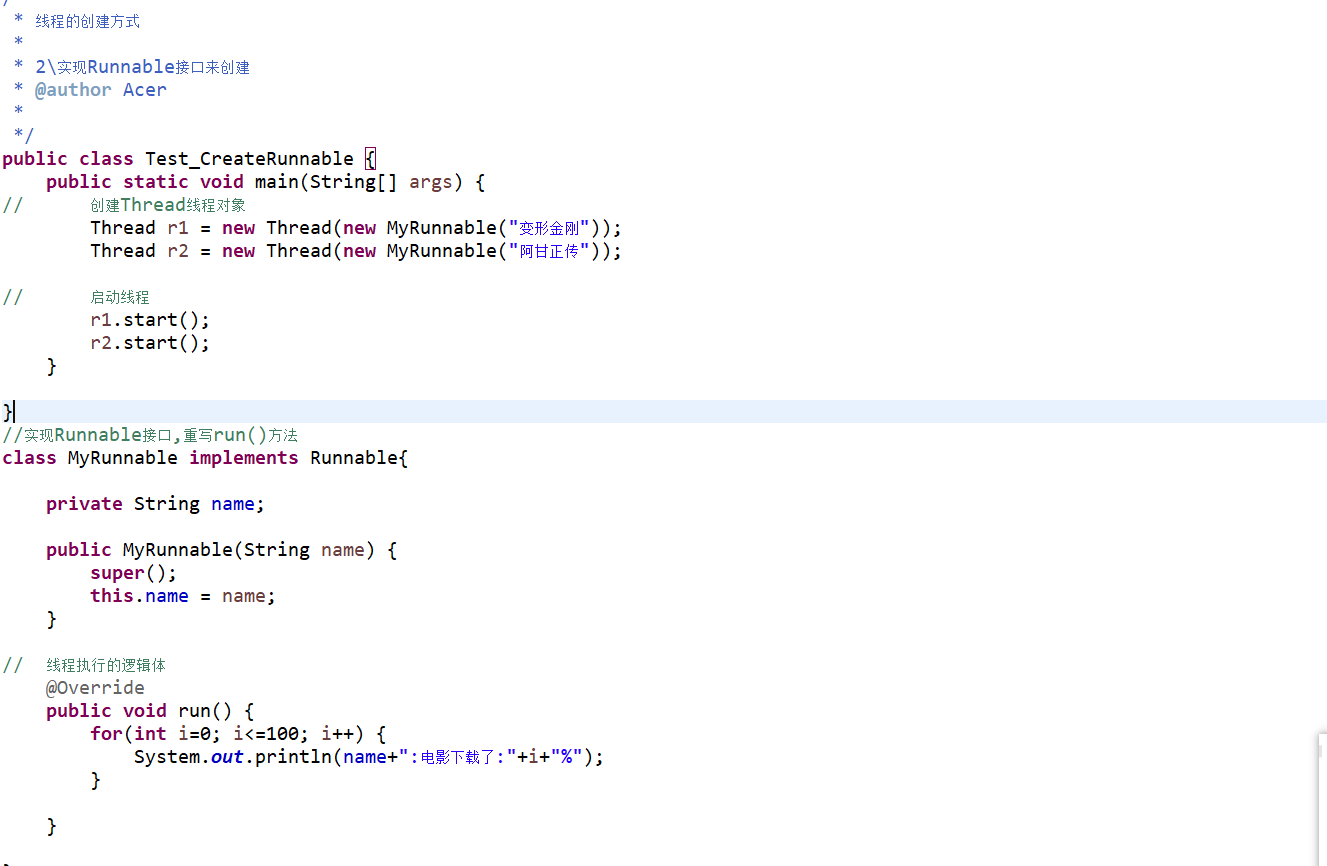 /
 * 线程的创建方式
 *
 * 2\实现Runnable接口来创建
 * @author Acer
 *
 */
public class Test_CreateRunnable {
    public static void main(String[] args) {
//      创建Thread线程对象
        Thread r1 = new Thread(new MyRunnable("变形金刚"));
        Thread r2 = new Thread(new MyRunnable("阿甘正传"));
//      启动线程
        r1.start();
        r2.start();
    }
}
//实现Runnable接口,重写run()方法
class MyRunnable implements Runnable{
    private String name;
    public MyRunnable(String name) {
        super();
        this.name = name;
    }
//  线程执行的逻辑体
    @Override
    public void run() {
        for(int i=0; i<=100; i++) {
            System.out.println(name+":电影下载了:"+i+"%");
        }
    }